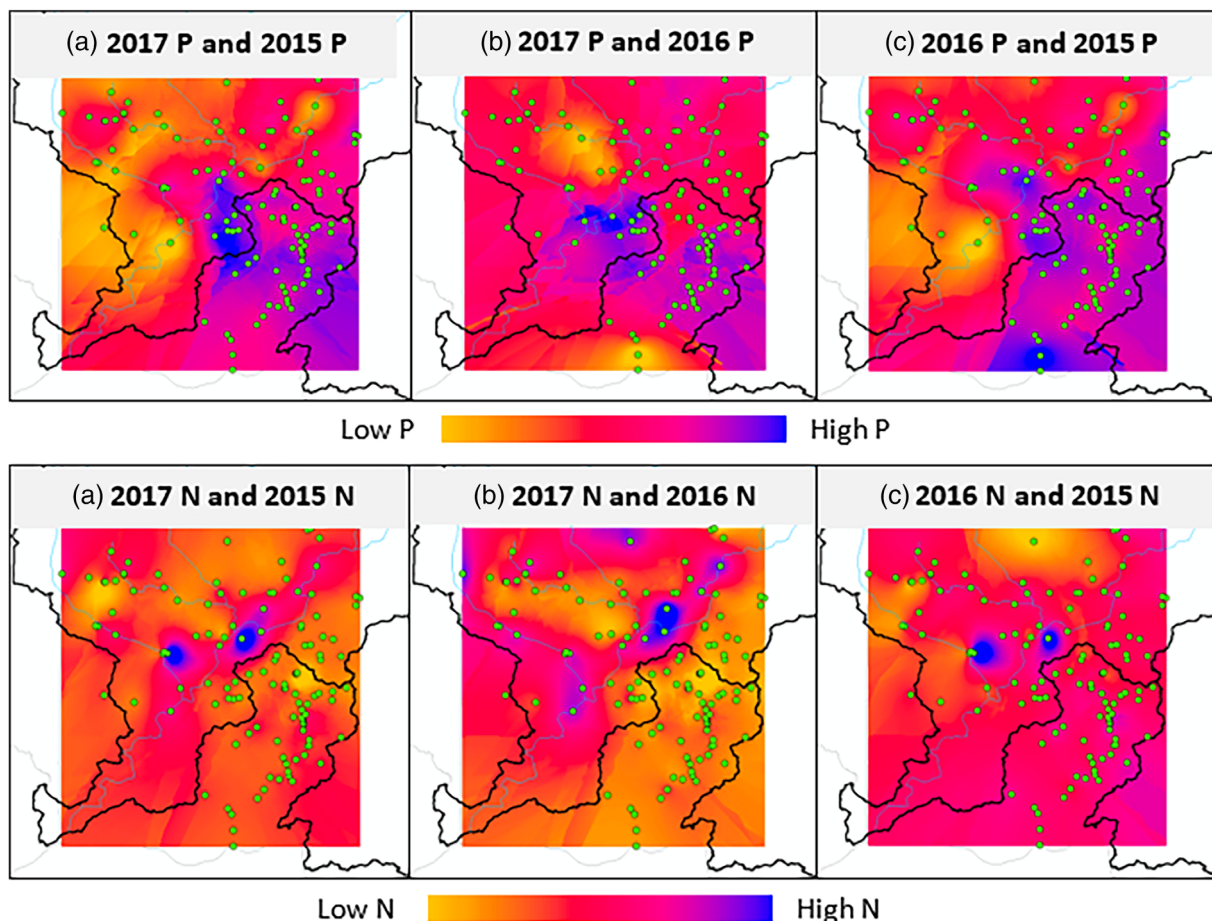 (a) 2017 P and 2015 P
(b) 2017 P and 2016 P
(c) 2016 P and 2015 P
Low P
High P
(a) 2017 N and 2015 N
(b) 2017 N and 2016 N
(c) 2016 N and 2015 N
Low N
High N